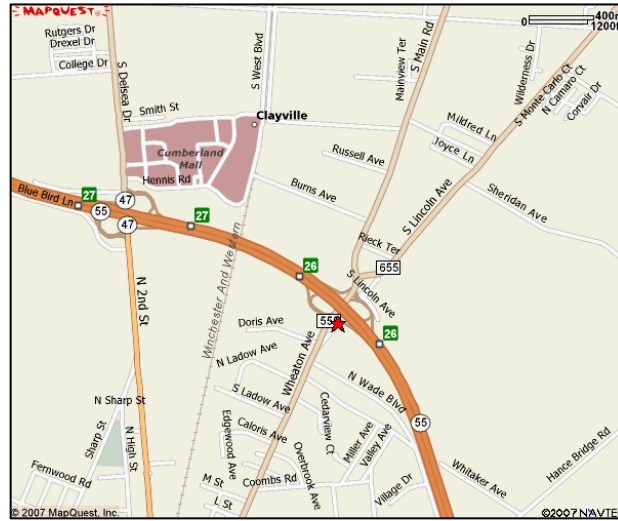 MAPQUEST
0 400m
1200ft
Rutgers Dr
Drexel Dr
College Dr
S Delsea Dr
S West Blvd
Smith St
Clayville
Cumberland
Mall
Hennis Rd
Mainview Ter
S Main Rd
Wilderness Dr
S Monte Carlo Ct
N Camaro Ct
Corvair Dr
Mildred Ln
Joyce Ln
Russell Ave
Burns Ave
Sheridan Ave
S Lincoln Ave
Rieck Ter
Blue Bird Ln
27
55
47
47
27
26
655
S Lincoln Ave
N 2nd St
Winchester And Western
Doris Ave
Wheaton Ave
26
N Ladow Ave
S Ladow Ave
N Wade Blvd
55
N Sharp St
Sharp St
N High St
Fernwood Rd
Edgewood Ave
Caloris Ave
Cedarview Ct
Overbrook Ave
Miller Ave
Valley Ave
Village Dr
Whitaker Ave
Hance Bridge Rd
M St
L St
Coombs Rd
© 2007 MapQuest, Inc.
©2007 NAVTE